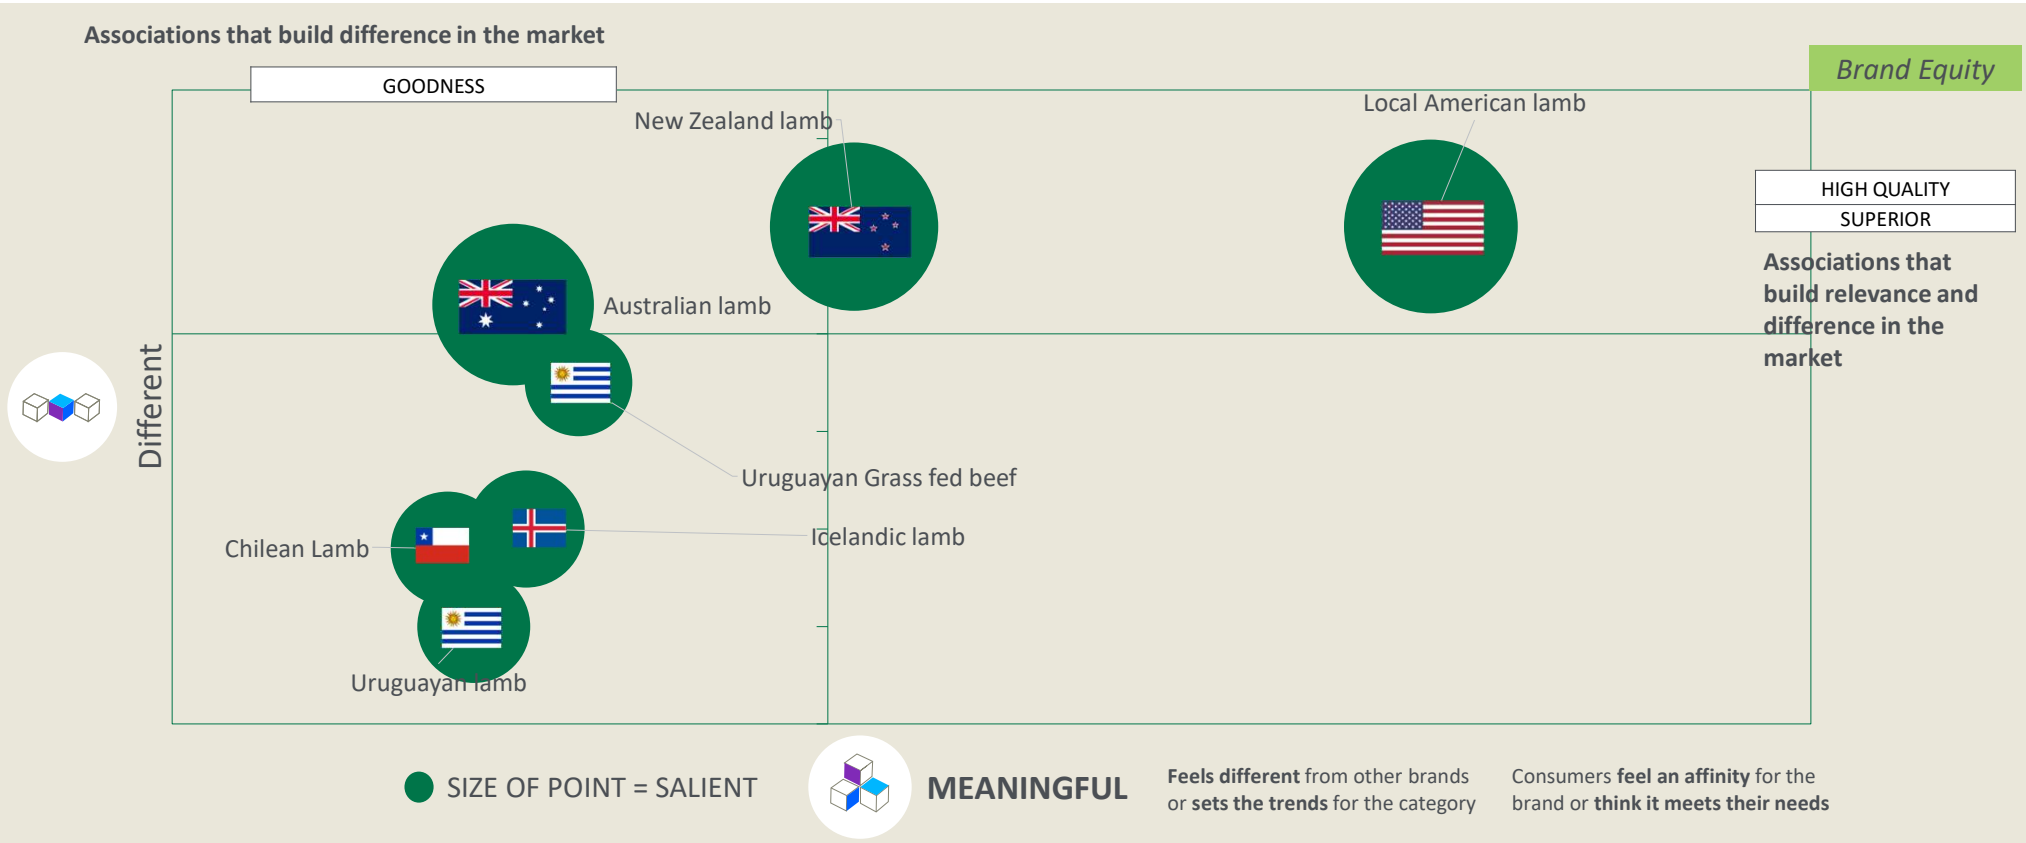 Associations that build difference in the market
Brand Equity
GOODNESS
New Zealand lamb
Local American lamb
HIGH QUALITY
SUPERIOR
Associations that
build relevance and
difference in the
market
Australian lamb
Different
Uruguayan Grass fed beef
Icelandic lamb
Chilean Lamb
Uruguayan lamb
SIZE OF POINT = SALIENT
MEANINGFUL
Feels different from other brands
or sets the trends for the category
Consumers feel an affinity for the
brand or think it meets their needs